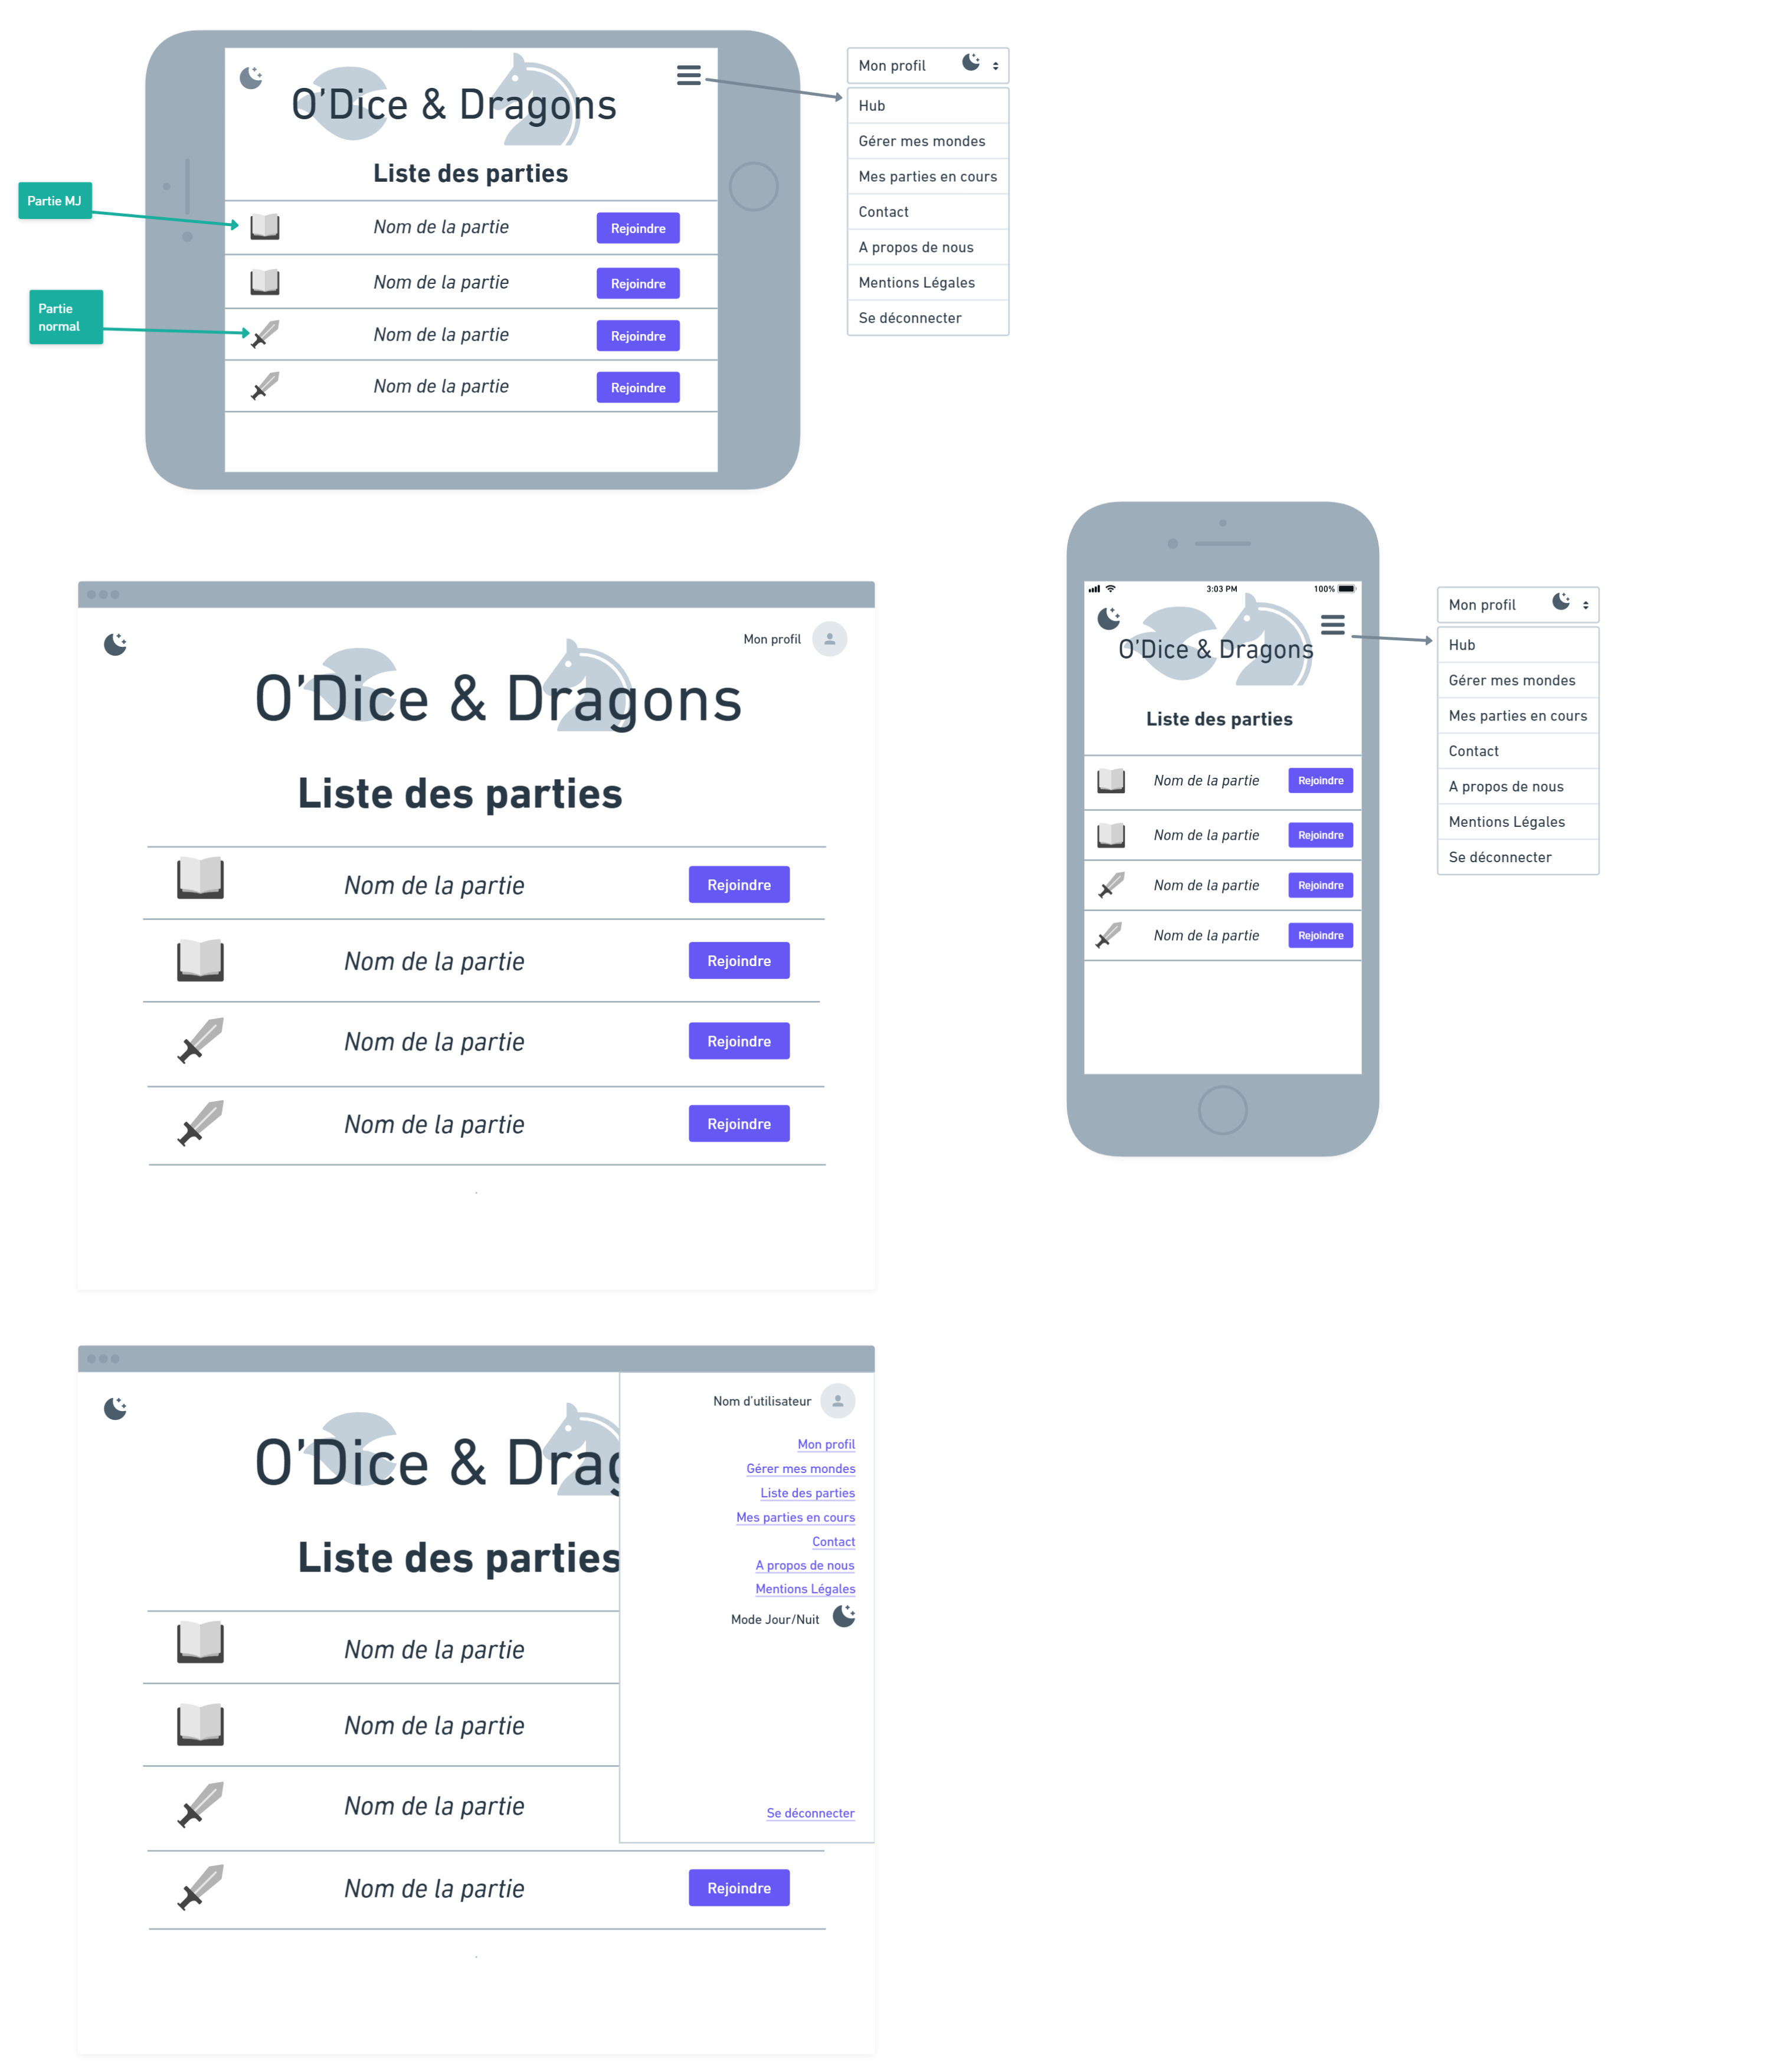 O'Dice & Dragons
Liste des parties
Partie MJ
Nom de la partie
Rejoindre
Nom de la partie
Rejoindre
Partie
normal
Nom de la partie
Rejoindre
Nom de la partie
Rejoindre
Mon profil
Hub
Gérer mes mondes
Mes parties en cours
Contact
A propos de nous
Mentions Légales
Se déconnecter
3:03 PM
100%
O'Dice & Dragons
Liste des parties
Nom de la partie
Rejoindre
Nom de la partie
Rejoindre
Nom de la partie
Rejoindre
Nom de la partie
Rejoindre
Mon profil
Hub
Gérer mes mondes
Mes parties en cours
Contact
A propos de nous
Mentions Légales
Se déconnecter
Mon profil
O'Dice & Dragons
Liste des parties
Nom de la partie
Rejoindre
Nom de la partie
Rejoindre
Nom de la partie
Rejoindre
Nom de la partie
Rejoindre
O'Dice & Drag
Liste des parties
Nom de la partie
Nom de la partie
Nom de la partie
Nom de la partie
Rejoindre
Nom d'utilisateur
Mon profil
Gérer mes mondes
Liste des parties
Mes parties en cours
Contact
A propos de nous
Mentions Légales
Mode Jour/Nuit
Se déconnecter